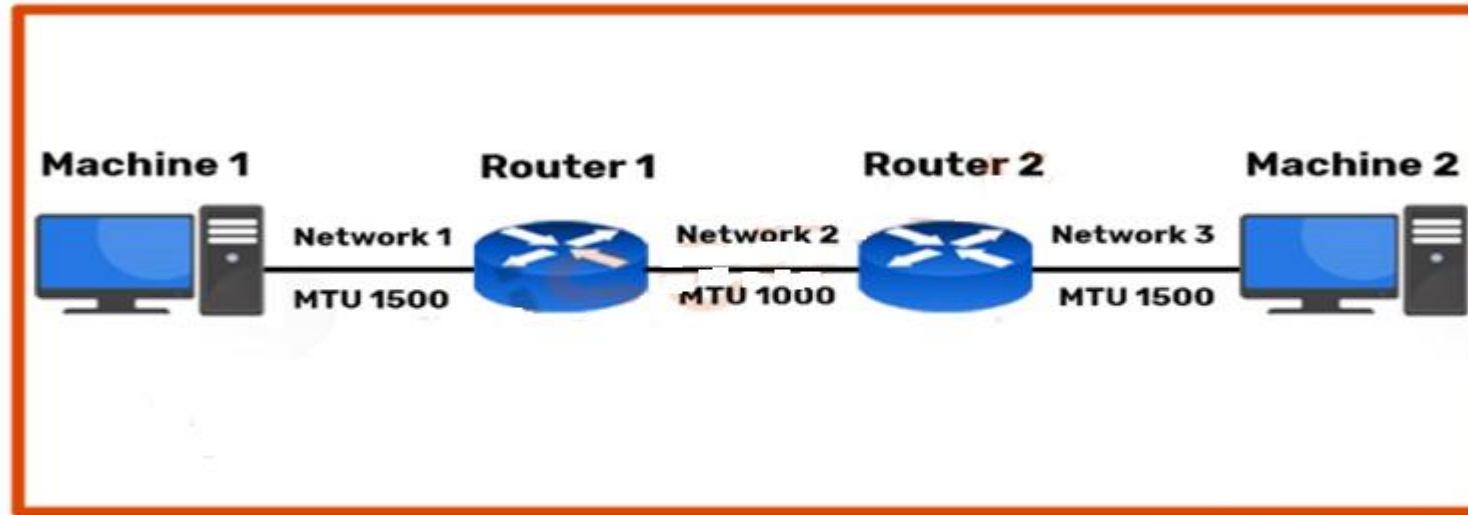 Machine 1
Router 1
Router 2
Machine 2
Network 1
Network 2
Network 3
MTU 1500
MTU 1000
MTU 1500